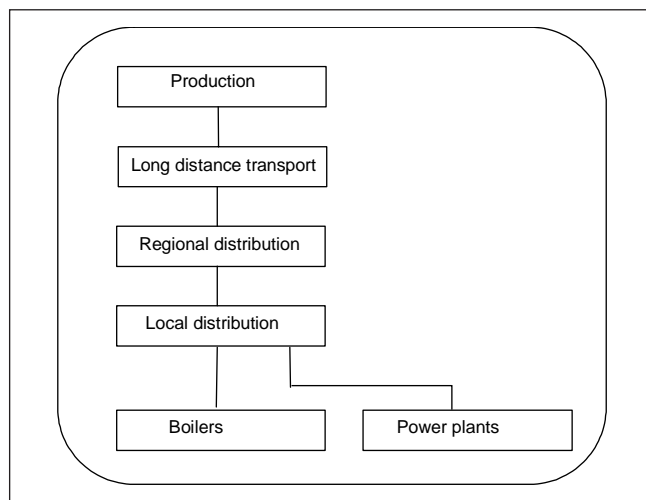 Production
Long distance transport
Regional distribution
Local distribution
Boilers
Power plants